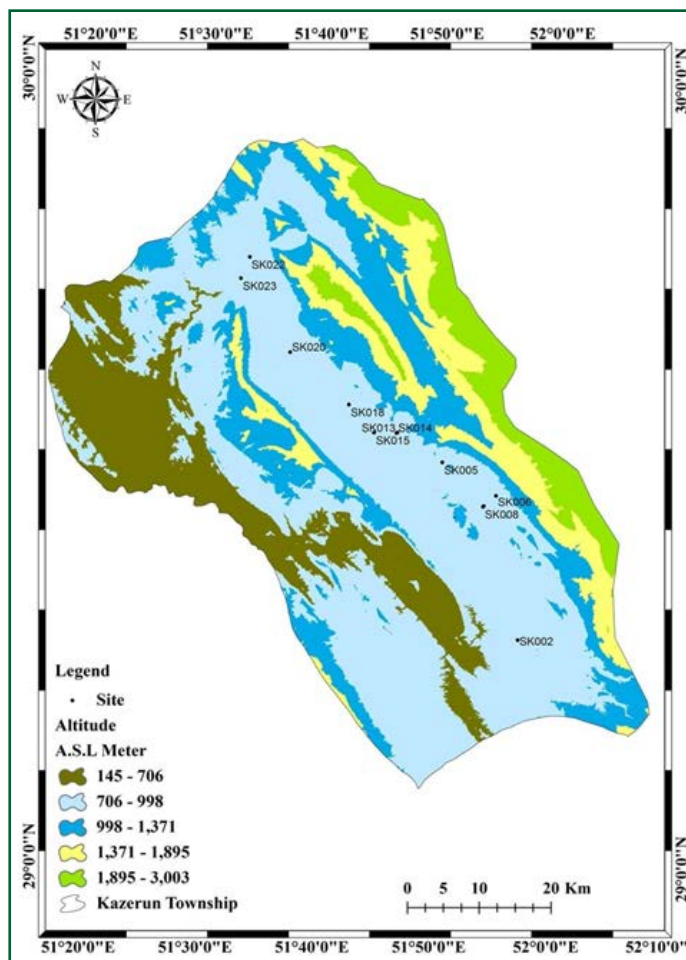 51°20'0"E 51°30'0"E 51°40'0"E 51°50'0"E 52°0'0"E
30°0'0"N
30°0'0"N
N
W E
S
SK022
SK023
SK020
SK018
SK013 SK014
SK015
SK005
SK006
SK008
SK002
Legend
Site
Altitude
A.S.L Meter
145 - 706
706 - 998
998 - 1,371
1,371 - 1,895
1,895 - 3,003
Kazerun Township
0 5 10 20 Km
29°0'0"N
29°0'0"N
51°20'0"E 51°30'0"E 51°40'0"E 51°50'0"E 52°0'0"E 52°10'0"E